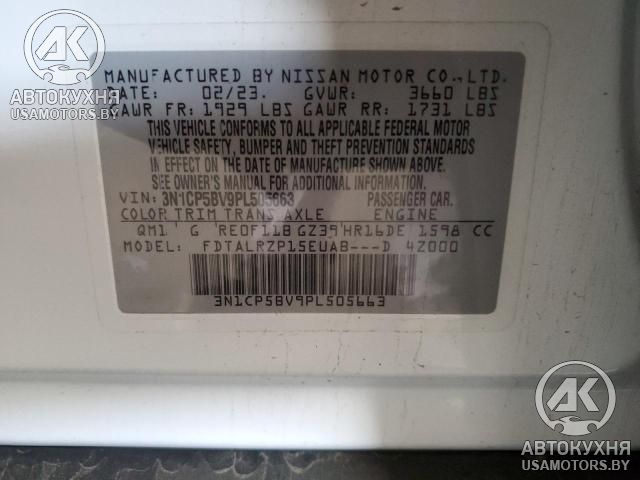 AK
АВТОКУХНЯ
USAMOTORS.BY
MANUFACTURED BY NISSAN MOTOR CO.,LTD.
DATE: 02/23. GVWR: 3660 LBS
GAWR FR: 1929 LBS GAWR RR: 1731 LBS
THIS VEHICLE CONFORMS TO ALL APPLICABLE FEDERAL MOTOR
VEHICLE SAFETY, BUMPER AND THEFT PREVENTION STANDARDS
IN EFFECT ON THE DATE OF MANUFACTURE SHOWN ABOVE.
SEE OWNER'S MANUAL FOR ADDITIONAL INFORMATION.
VIN: 3N1CP5BV9PL505663 PASSENGER CAR.
COLOR TRIM TRANS AXLE ENGINE
QM1 G RE0F11B GZ39 HR16DE 1598 CC
MODEL: FDTALRZP15EUAB---D 4Z000
3N1CP5BV9PL505663
AK
АВТОКУХНЯ
USAMOTORS.BY